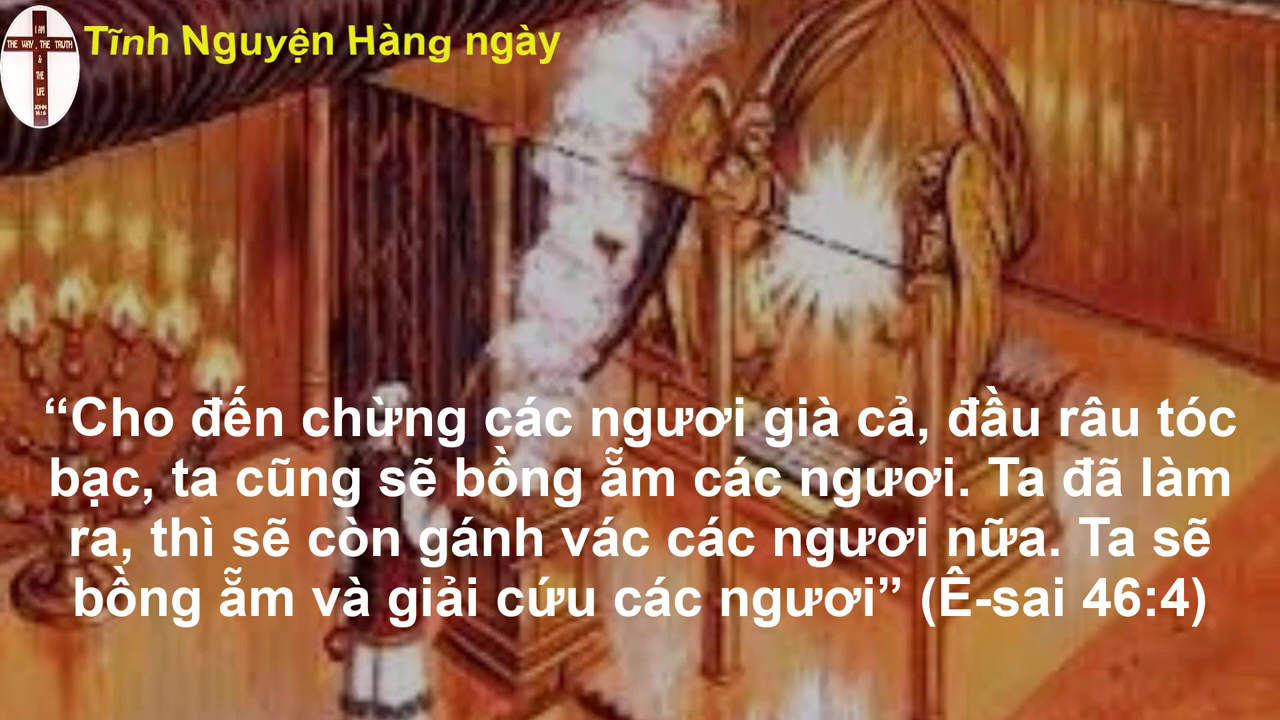 I AM
THE WAY, THE TRUTH
&
THE
LIFE
JOHN
Tĩnh Nguyện Hàng ngày
“Cho đến chừng các ngươi già cả, đầu râu tóc
bạc, ta cũng sẽ bồng ẵm các ngươi. Ta đã làm
ra, thì sẽ còn gánh vác các ngươi nữa. Ta sẽ
bồng ẵm và giải cứu các ngươi” (Ê-sai 46:4)